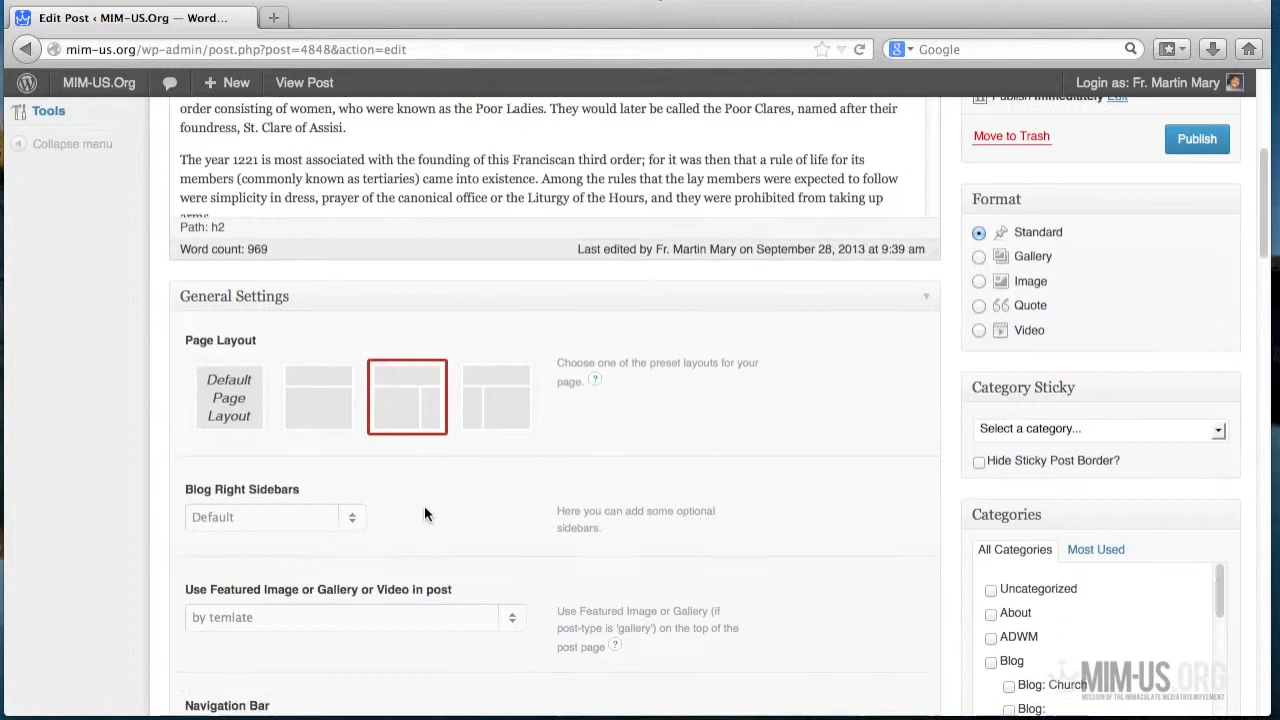 Edit Post ‹ MIM-US.Org — Word...
mim-us.org/wp-admin/post.php?post=4848&action=edit
Google
MIM-US.Org
New
View Post
Login as: Fr. Martin Mary
Tools
Collapse menu
order consisting of women, who were known as the Poor Ladies. They would later be called the Poor Clares, named after their
foundress, St. Clare of Assisi.
The year 1221 is most associated with the founding of this Franciscan third order; for it was then that a rule of life for its
members (commonly known as tertiaries) came into existence. Among the rules that the lay members were expected to follow
were simplicity in dress, prayer of the canonical office or the Liturgy of the Hours, and they were prohibited from taking up
arms.
Path: h2
Word count: 969
Last edited by Fr. Martin Mary on September 28, 2013 at 9:39 am
General Settings
Page Layout
Default
Page
Layout
Choose one of the preset layouts for your
page. ?
Blog Right Sidebars
Default
Here you can add some optional
sidebars.
Use Featured Image or Gallery or Video in post
by temlate
Use Featured Image or Gallery (if
post-type is 'gallery') on the top of the
post page ?
Navigation Bar
Publish immediately Edit
Move to Trash
Publish
Format
Standard
Gallery
Image
Quote
Video
Category Sticky
Select a category...
Hide Sticky Post Border?
Categories
All Categories
Most Used
Uncategorized
About
ADWM
Blog
Blog: Church
Blog:
MIM-US.ORG
MISSION OF THE IMMACULATE MEDIATRIX MOVEMENT